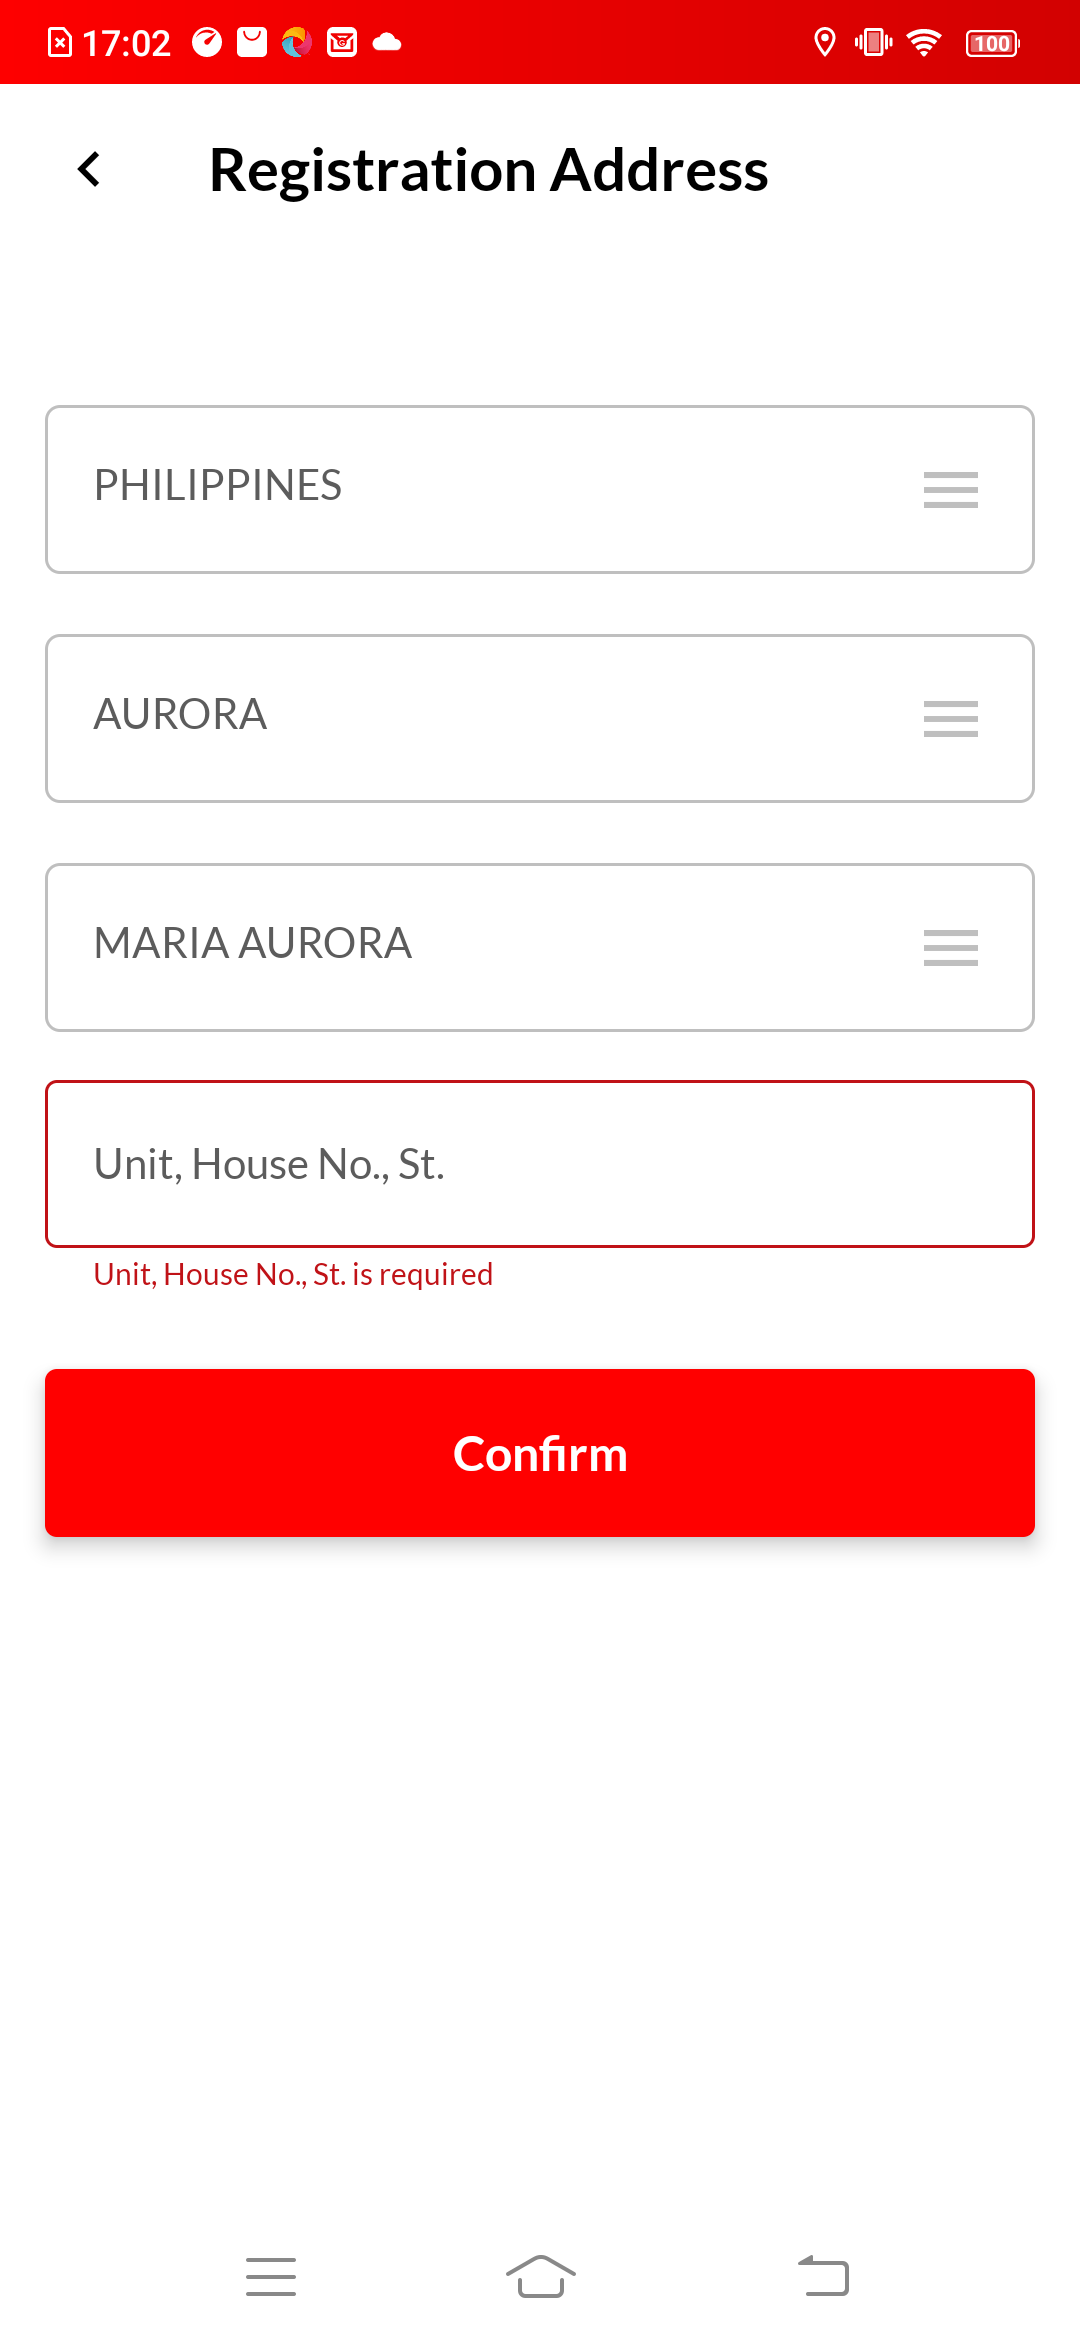 17:02
100
Registration Address
PHILIPPINES
AURORA
MARIA AURORA
Unit, House No., St.
Unit, House No., St. is required
Confirm